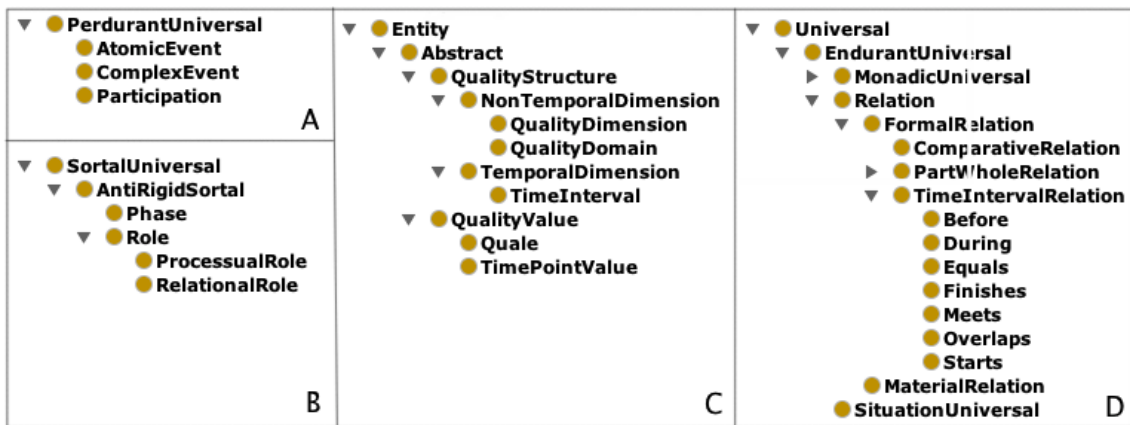 PerdurantUniversal
AtomicEvent
ComplexEvent
Participation
A
SortalUniversal
AntiRigidSortal
Phase
Role
ProcessualRole
RelationalRole
B
Entity
Abstract
QualityStructure
NonTemporalDimension
QualityDimension
QualityDomain
TemporalDimension
TimeInterval
QualityValue
Quale
TimePointValue
C
Universal
EndurantUniversal
MonadicUniversal
Relation
FormalRelation
ComparativeRelation
PartWholeRelation
TimeIntervalRelation
Before
During
Equals
Finishes
Meets
Overlaps
Starts
MaterialRelation
SituationUniversal
D